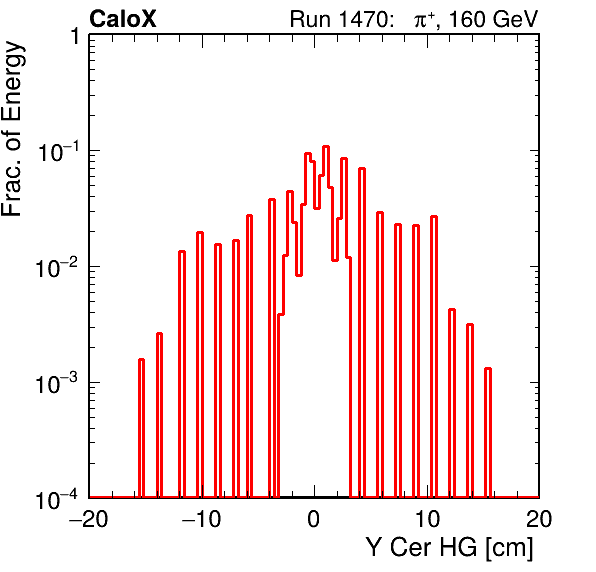 CaloX Run 1470: π⁺, 160 GeV
Frac. of Energy
1
10⁻¹
10⁻²
10⁻³
10⁻⁴
−20 −10 0 10 20
Y Cer HG [cm]